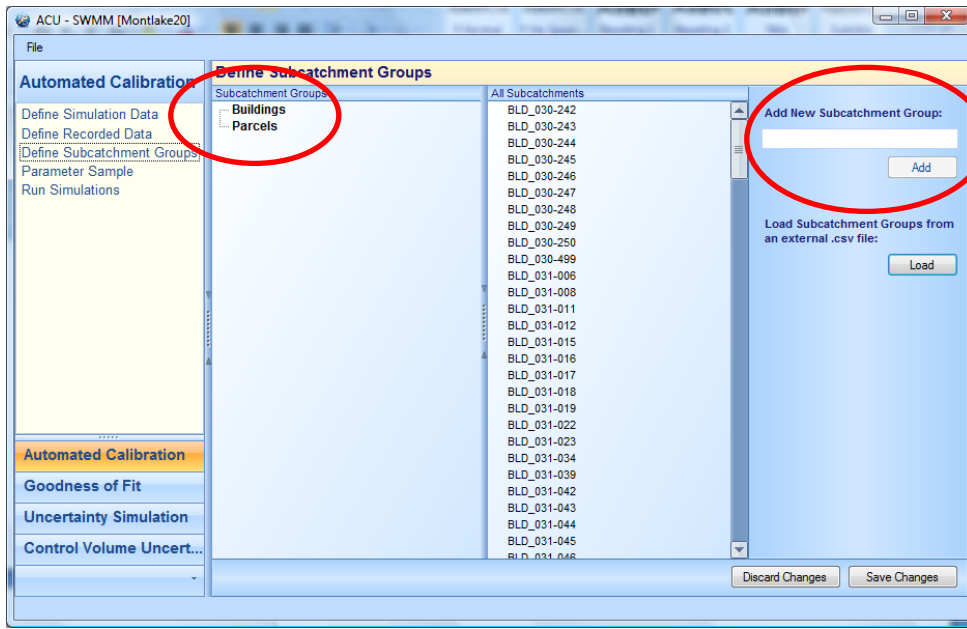 ACU - SWMM [Montlake20]
File
Automated Calibration
Define Simulation Data
Define Recorded Data
Define Subcatchment Groups
Parameter Sample
Run Simulations
Automated Calibration
Goodness of Fit
Uncertainty Simulation
Control Volume Uncert...
Define Subcatchment Groups
Subcatchment Groups
Buildings
Parcels
All Subcatchments
BLD_030-242
BLD_030-243
BLD_030-244
BLD_030-245
BLD_030-246
BLD_030-247
BLD_030-248
BLD_030-249
BLD_030-250
BLD_030-499
BLD_031-006
BLD_031-008
BLD_031-011
BLD_031-012
BLD_031-015
BLD_031-016
BLD_031-017
BLD_031-018
BLD_031-019
BLD_031-022
BLD_031-023
BLD_031-034
BLD_031-039
BLD_031-042
BLD_031-043
BLD_031-044
BLD_031-045
BLD_031-046
Add New Subcatchment Group:
Add
Load Subcatchment Groups from
an external .csv file:
Load
Discard Changes
Save Changes